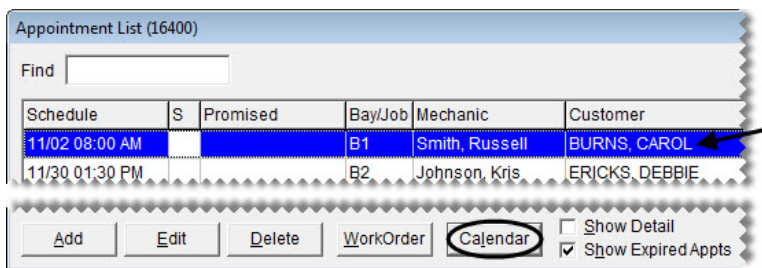 Appointment List (16400)
Find
Schedule S Promised Bay/Job Mechanic Customer
11/02 08:00 AM B1 Smith, Russell BURNS, CAROL
11/30 01:30 PM B2 Johnson, Kris ERICKS, DEBBIE
Add Edit Delete WorkOrder Calendar Show Detail
Show Expired Appts